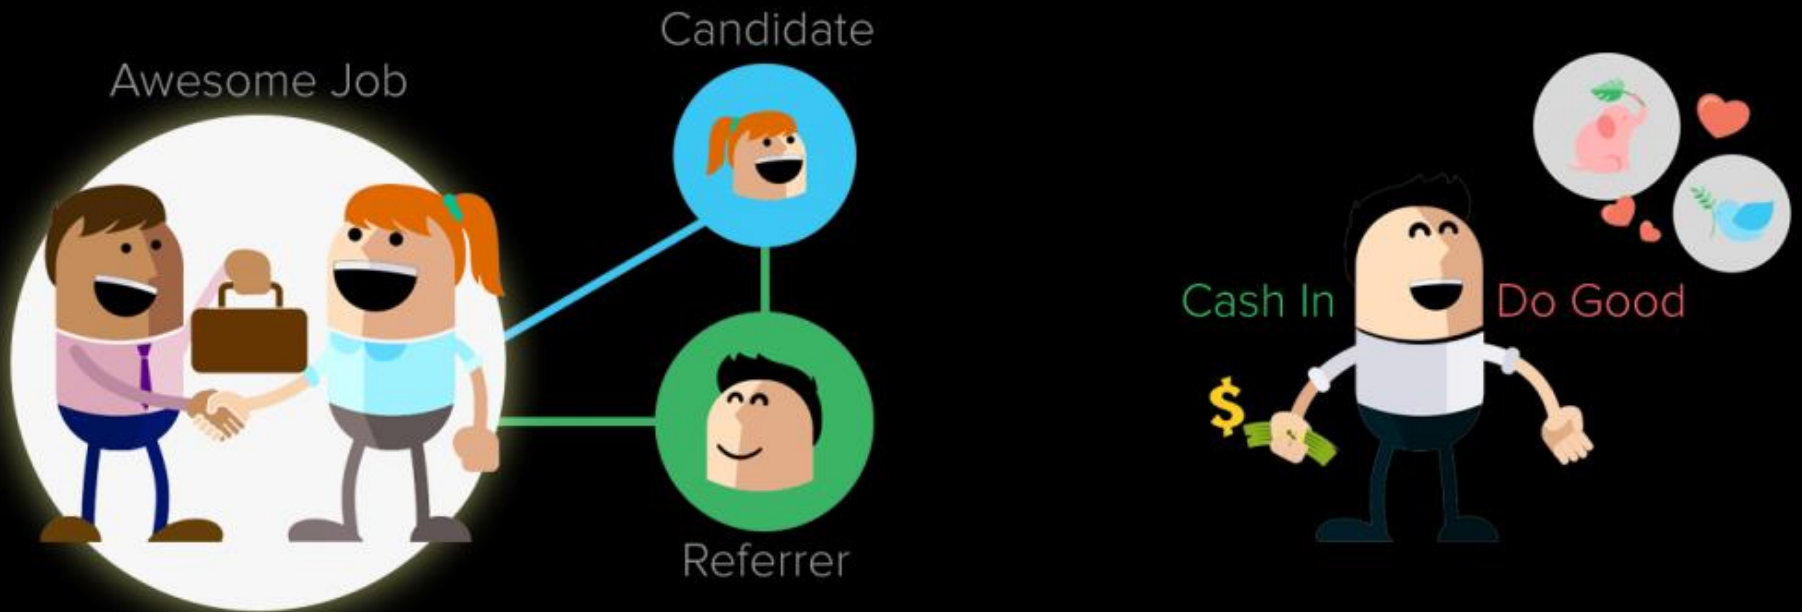 Awesome Job
Candidate
Referrer
Cash In
Do Good
$